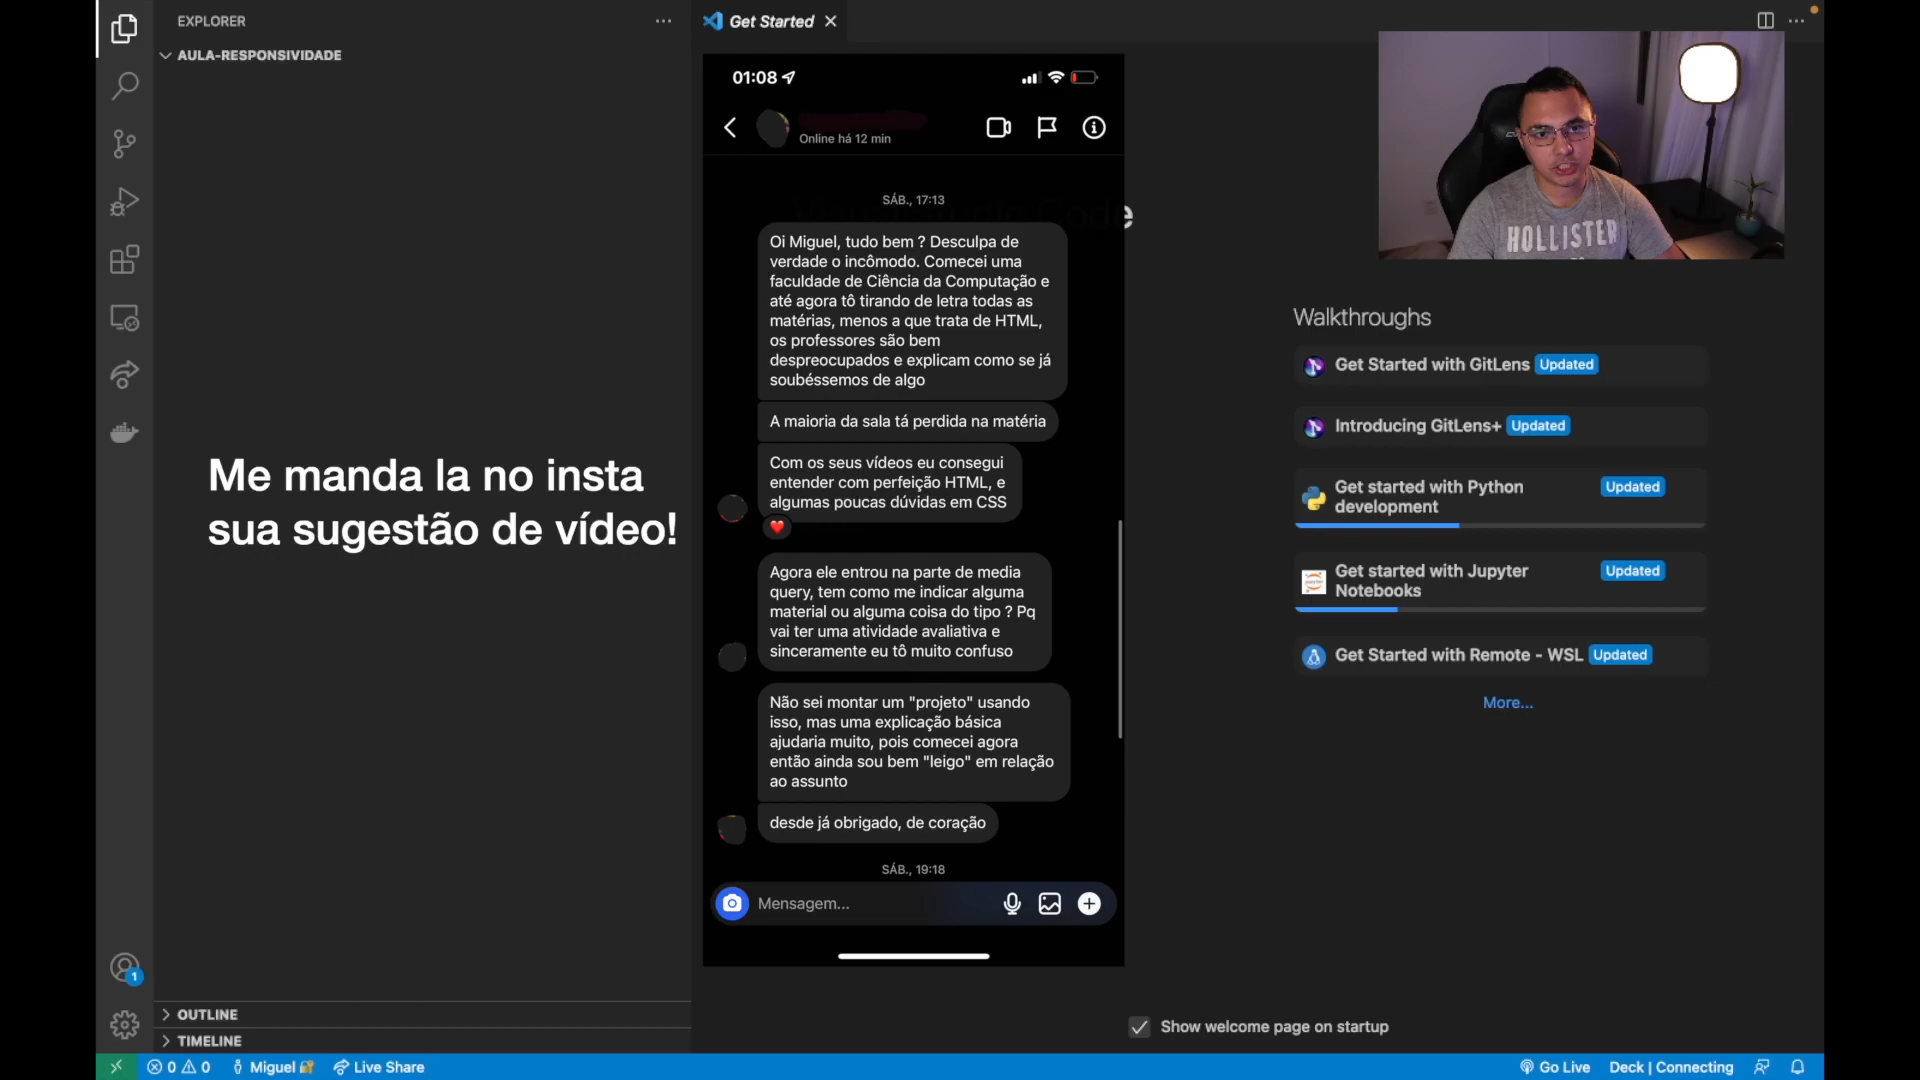 EXPLORER
AULA-RESPONSIVIDADE
Get Started
01:08
Online há 12 min
SÁB., 17:13
Oi Miguel, tudo bem ? Desculpa de
verdade o incômodo. Comecei uma
faculdade de Ciência da Computação e
até agora tô tirando de letra todas as
matérias, menos a que trata de HTML,
os professores são bem
despreocupados e explicam como se já
soubéssemos de algo
A maioria da sala tá perdida na matéria
Com os seus vídeos eu consegui
entender com perfeição HTML, e
algumas poucas dúvidas em CSS
Agora ele entrou na parte de media
query, tem como me indicar alguma
material ou alguma coisa do tipo ? Pq
vai ter uma atividade avaliativa e
sinceramente eu tô muito confuso
Não sei montar um "projeto" usando
isso, mas uma explicação básica
ajudaria muito, pois comecei agora
então ainda sou bem "leigo" em relação
ao assunto
desde já obrigado, de coração
SÁB., 19:18
Mensagem...
Me manda la no insta
sua sugestão de vídeo!
HOLLISTER
Walkthroughs
Get Started with GitLens Updated
Introducing GitLens+ Updated
Get started with Python Updated
development
Get started with Jupyter Updated
Notebooks
Get Started with Remote - WSL Updated
More...
Show welcome page on startup
1
OUTLINE
TIMELINE
0 0 Miguel Live Share
Go Live Deck | Connecting